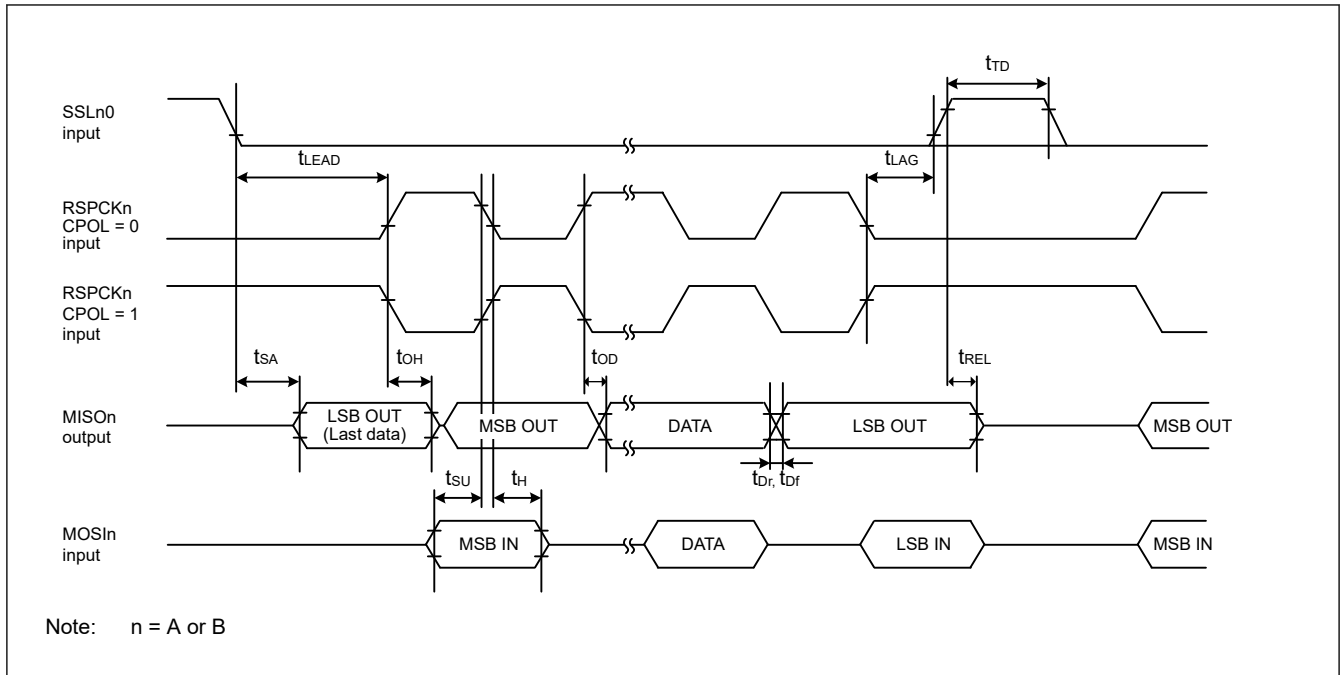 tTD
SSLn0
input
tLEAD
tLAG
RSPCKn
CPOL = 0
input
RSPCKn
CPOL = 1
input
tSA
tOH
tOD
tREL
MISOn
output
LSB OUT
(Last data)
MSB OUT
DATA
LSB OUT
MSB OUT
tSU
tH
tDr, tDf
MOSIn
input
MSB IN
DATA
LSB IN
MSB IN
Note: n = A or B